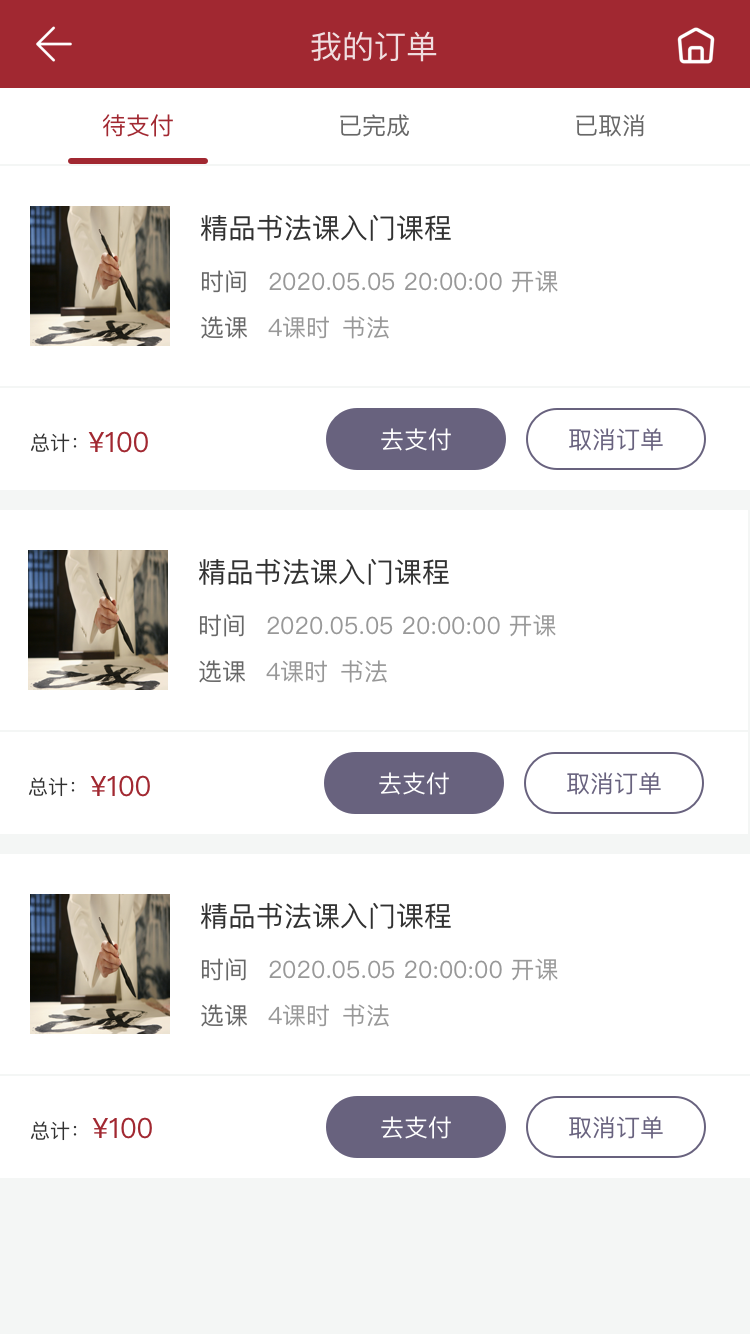 我的订单
待支付 已完成 已取消
精品书法课入门课程
时间 2020.05.05 20:00:00 开课
选课 4课时 书法
总计: ¥100 去支付 取消订单
精品书法课入门课程
时间 2020.05.05 20:00:00 开课
选课 4课时 书法
总计: ¥100 去支付 取消订单
精品书法课入门课程
时间 2020.05.05 20:00:00 开课
选课 4课时 书法
总计: ¥100 去支付 取消订单